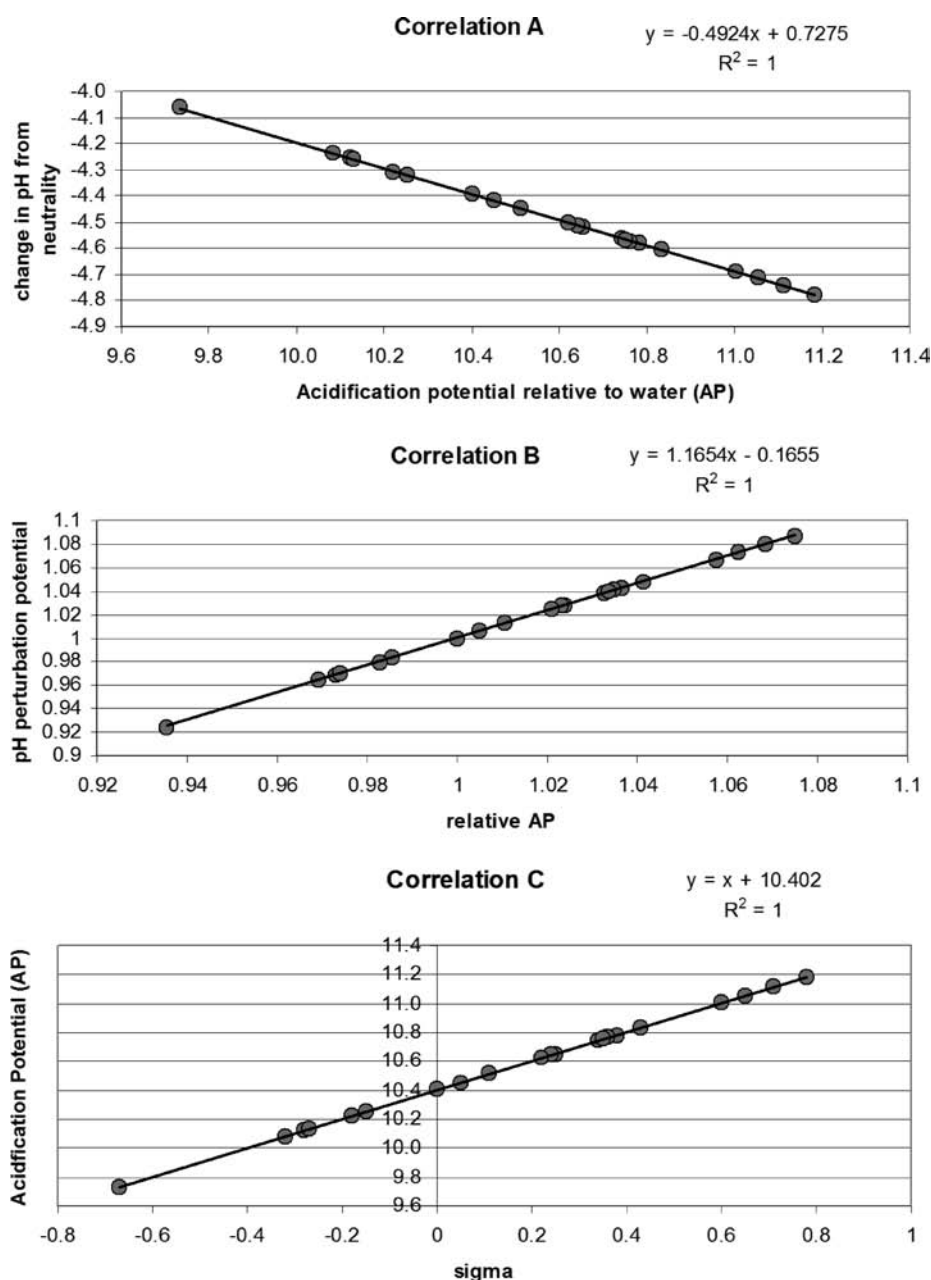 Correlation A
y = -0.4924x + 0.7275
R² = 1
change in pH from
neutrality
-4.0
-4.1
-4.2
-4.3
-4.4
-4.5
-4.6
-4.7
-4.8
-4.9
9.6 9.8 10.0 10.2 10.4 10.6 10.8 11.0 11.2 11.4
Acidification potential relative to water (AP)
Correlation B
y = 1.1654x - 0.1655
R² = 1
pH perturbation potential
1.1
1.08
1.06
1.04
1.02
1
0.98
0.96
0.94
0.92
0.9
0.92 0.94 0.96 0.98 1 1.02 1.04 1.06 1.08 1.1
relative AP
Correlation C
y = x + 10.402
R² = 1
Acidfication Potential (AP)
11.4
11.2
11.0
10.8
10.6
10.4
10.2
10.0
9.8
9.6
-0.8 -0.6 -0.4 -0.2 0 0.2 0.4 0.6 0.8 1
sigma